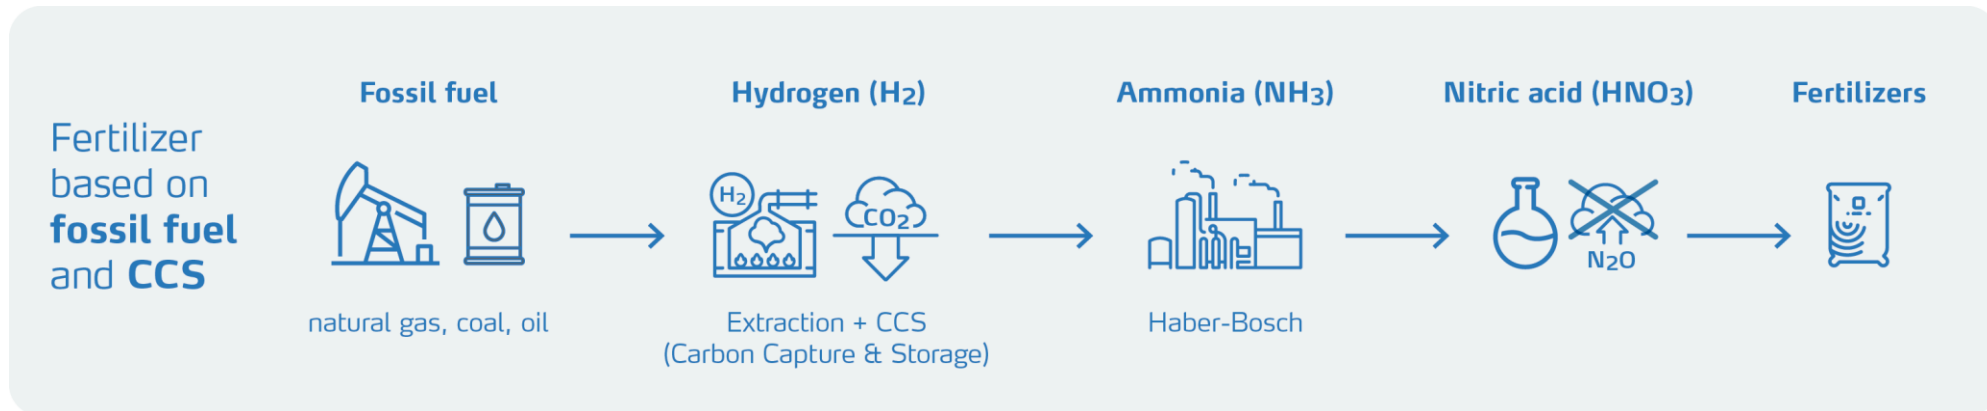 Fertilizer
based on
fossil fuel
and CCS
Fossil fuel
natural gas, coal, oil
Hydrogen (H2)
H2
CO2
Extraction + CCS
(Carbon Capture & Storage)
Ammonia (NH3)
Haber-Bosch
Nitric acid (HNO3)
N2O
Fertilizers